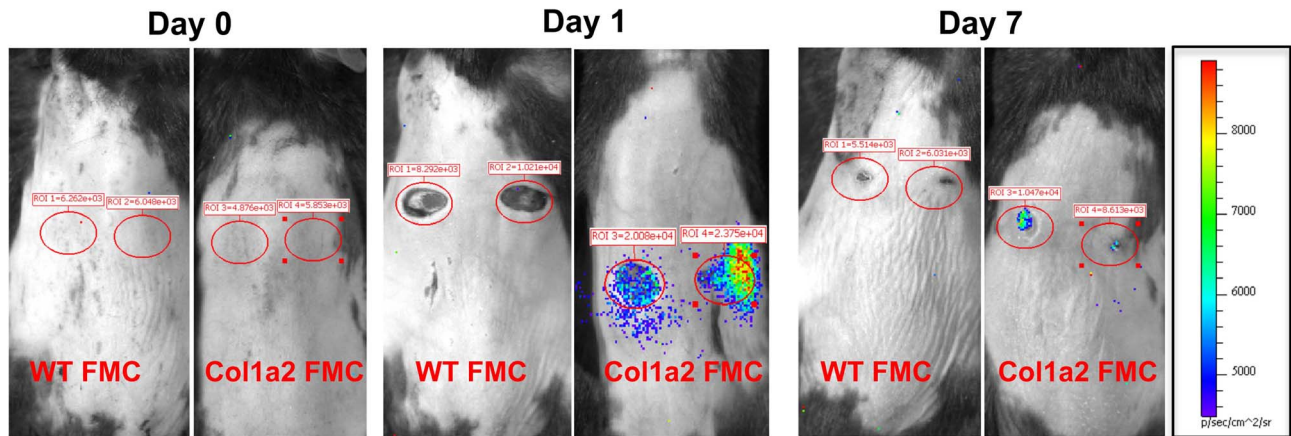 Day 0
Day 1
Day 7
ROI 1=6.262e+03
ROI 2=6.048e+03
ROI 3=4.876e+03
ROI 4=5.853e+03
ROI 1=8.292e+03
ROI 2=1.021e+04
ROI 3=2.008e+04
ROI 4=2.375e+04
ROI 1=5.514e+03
ROI 2=6.031e+03
ROI 3=1.047e+04
ROI 4=8.613e+03
WT FMC
Col1a2 FMC
WT FMC
Col1a2 FMC
WT FMC
Col1a2 FMC
8000
7000
6000
5000
p/sec/cm^2/sr